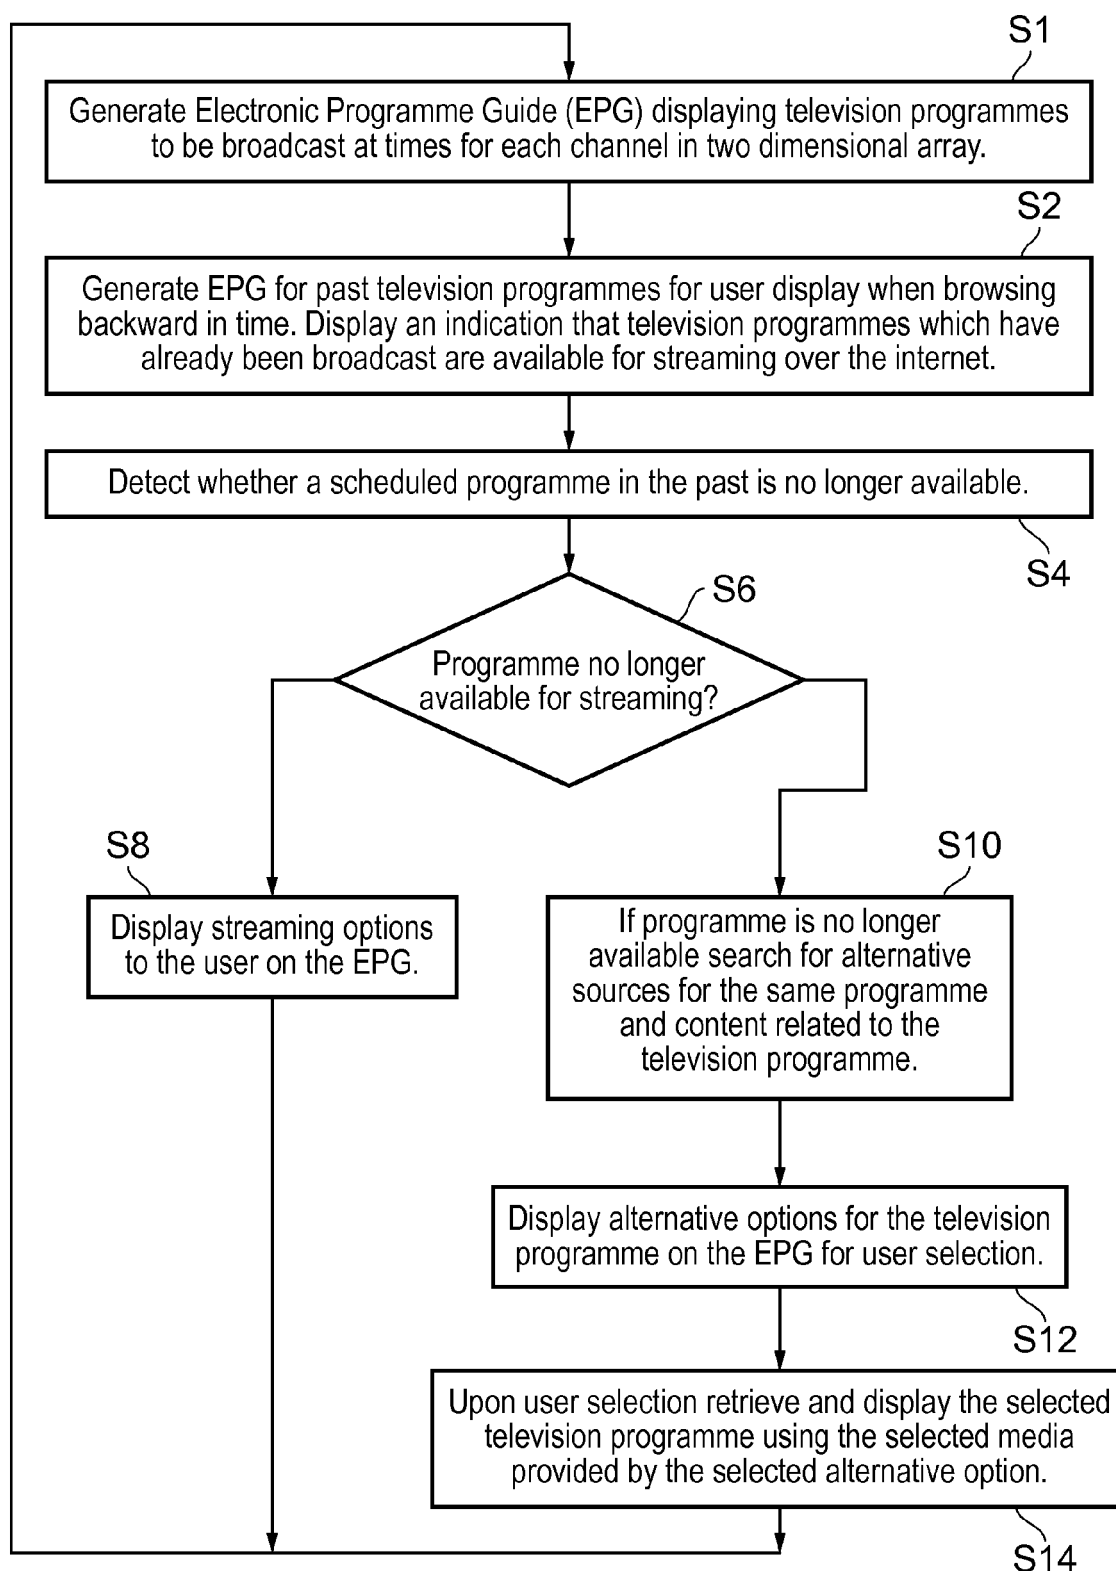 S1
Generate Electronic Programme Guide (EPG) displaying television programmes
to be broadcast at times for each channel in two dimensional array.
S2
Generate EPG for past television programmes for user display when browsing
backward in time. Display an indication that television programmes which have
already been broadcast are available for streaming over the internet.
Detect whether a scheduled programme in the past is no longer available.
S4
S6
Programme no longer
available for streaming?
S8
Display streaming options
to the user on the EPG.
S10
If programme is no longer
available search for alternative
sources for the same programme
and content related to the
television programme.
Display alternative options for the television
programme on the EPG for user selection.
S12
Upon user selection retrieve and display the selected
television programme using the selected media
provided by the selected alternative option.
S14